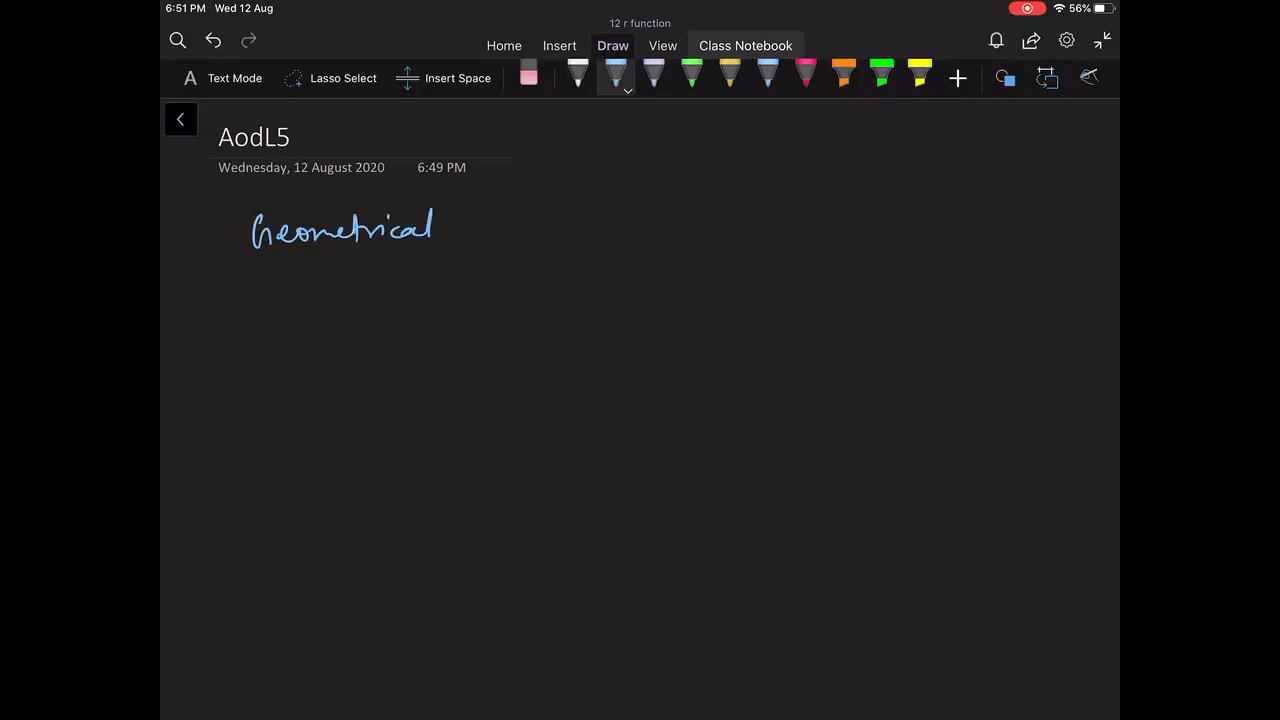 6:51 PM Wed 12 Aug 56%
12 r function
Home Insert Draw View Class Notebook
A Text Mode Lasso Select Insert Space
AodL5
Wednesday, 12 August 2020 6:49 PM
Geometrical